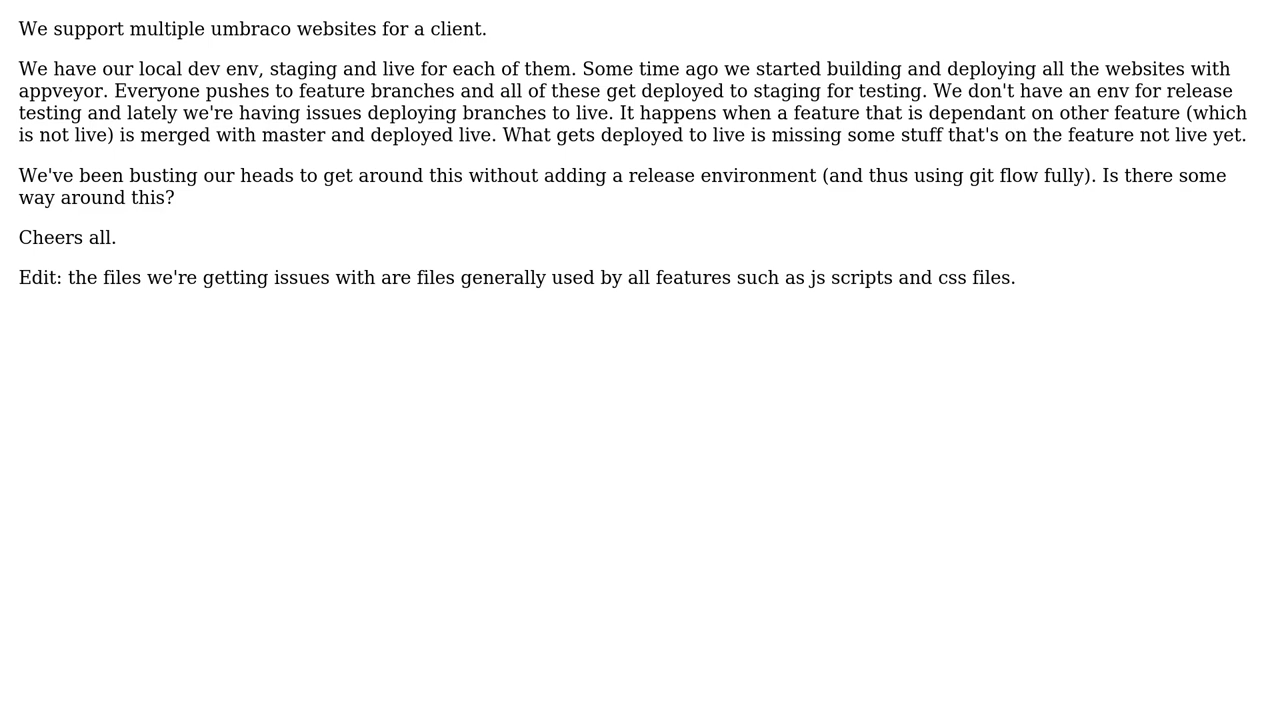 We support multiple umbraco websites for a client.
We have our local dev env, staging and live for each of them. Some time ago we started building and deploying all the websites with
appveyor. Everyone pushes to feature branches and all of these get deployed to staging for testing. We don't have an env for release
testing and lately we're having issues deploying branches to live. It happens when a feature that is dependant on other feature (which
is not live) is merged with master and deployed live. What gets deployed to live is missing some stuff that's on the feature not live yet.
We've been busting our heads to get around this without adding a release environment (and thus using git flow fully). Is there some
way around this?
Cheers all.
Edit: the files we're getting issues with are files generally used by all features such as js scripts and css files.